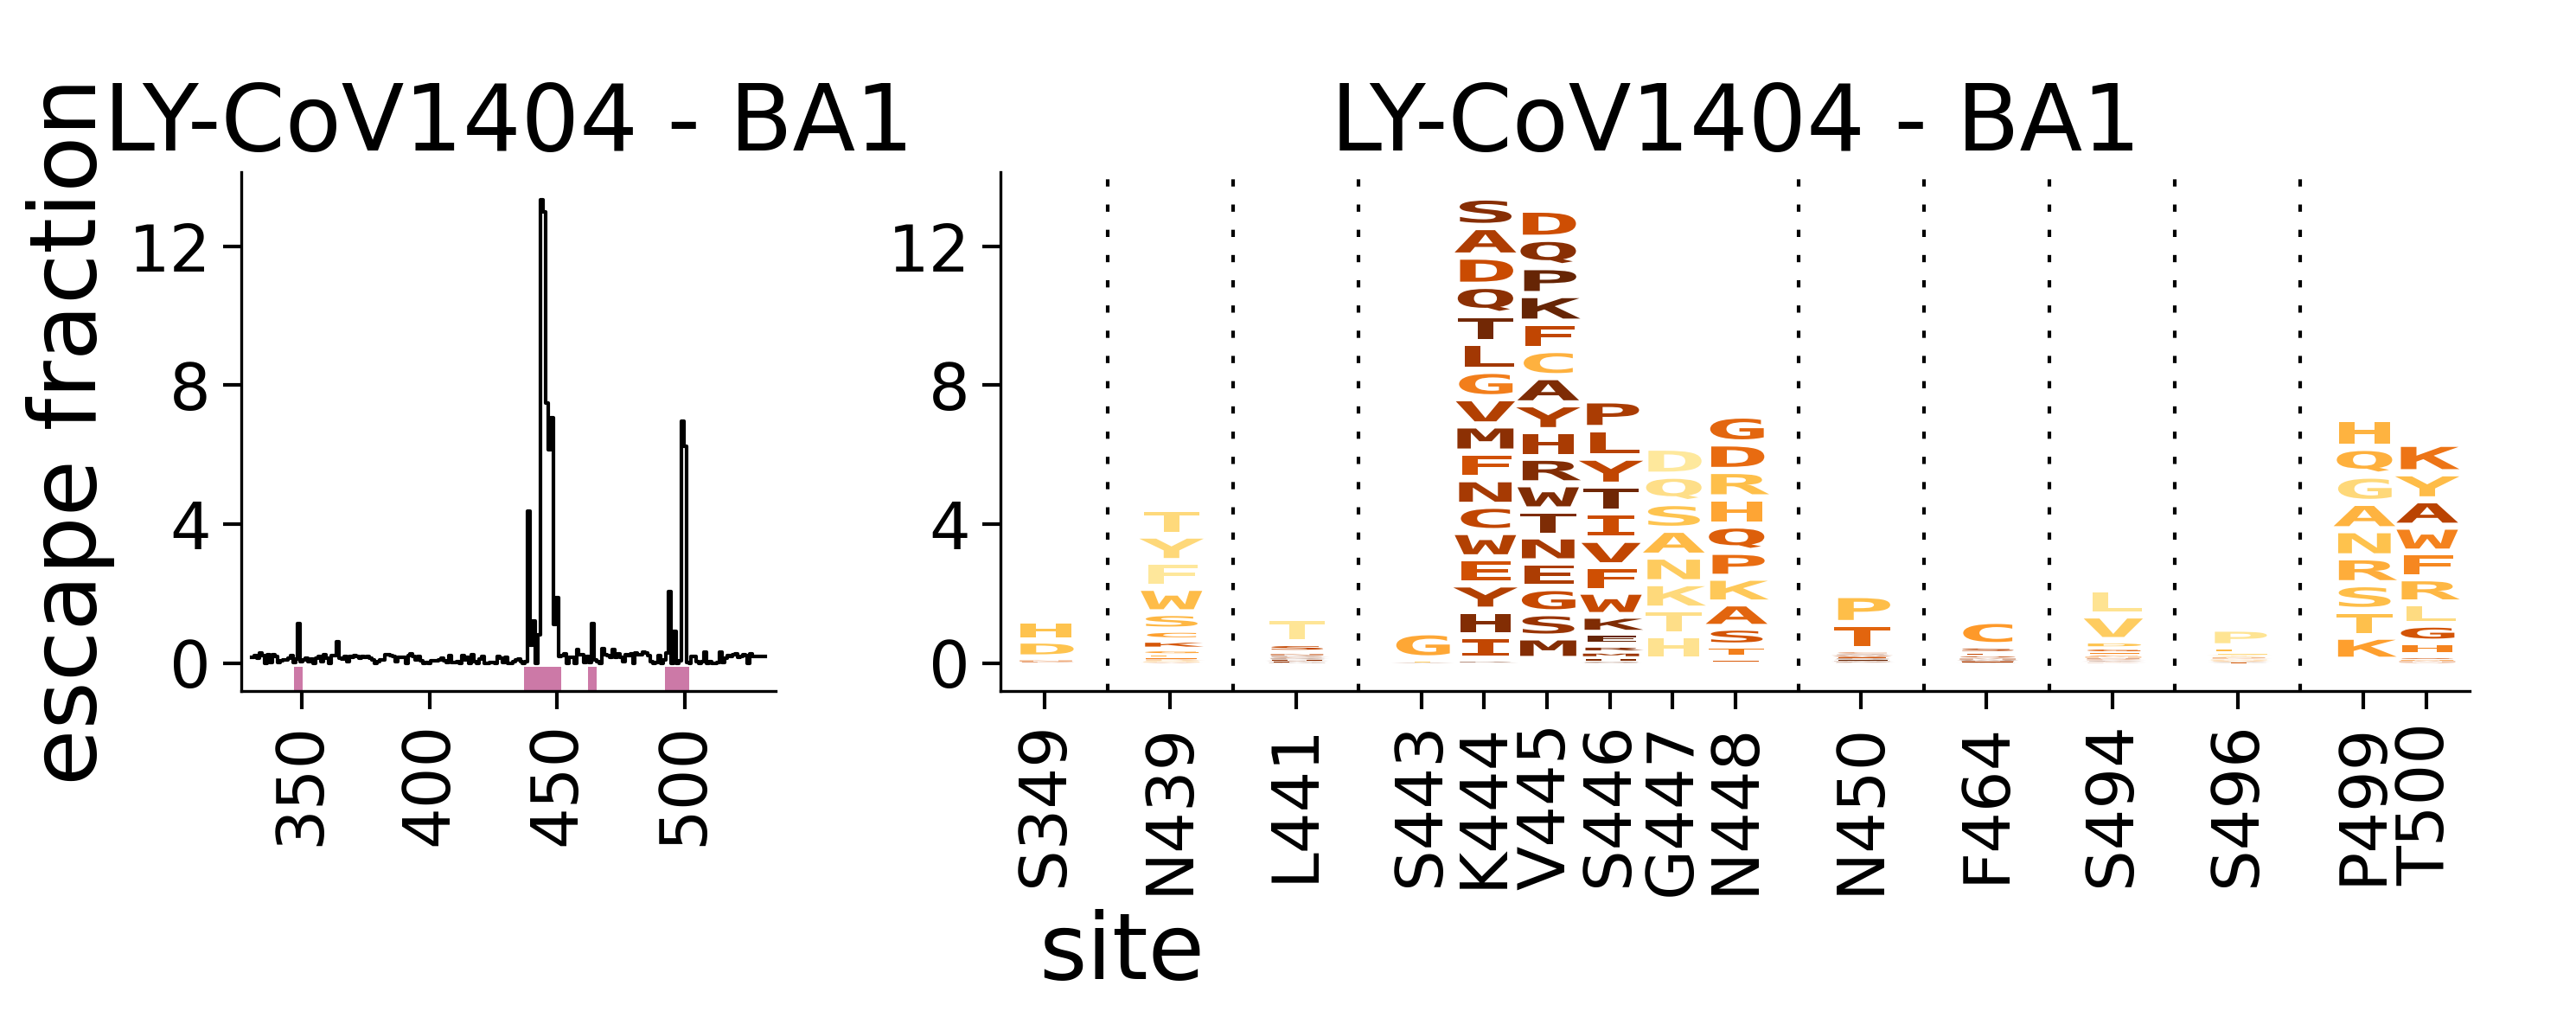 LY-CoV1404 - BA1
escape fraction
12
8
4
0
350
400
450
500
LY-CoV1404 - BA1
12
8
4
0
H
D
T
Y
F
W
S
C
K
T
G
S
A
D
Q
T
L
G
V
M
F
N
C
W
E
Y
H
I
D
Q
P
K
F
C
A
Y
H
R
W
T
N
E
G
S
M
P
L
Y
T
I
V
F
W
K
E
R
M
D
Q
S
A
N
K
T
H
G
D
R
H
Q
P
K
A
S
T
P
T
C
L
V
P
H
Q
G
A
N
R
S
T
K
K
Y
A
W
F
R
L
G
H
S349
N439
L441
S443
K444
V445
S446
G447
N448
N450
F464
S494
S496
P499
T500
site